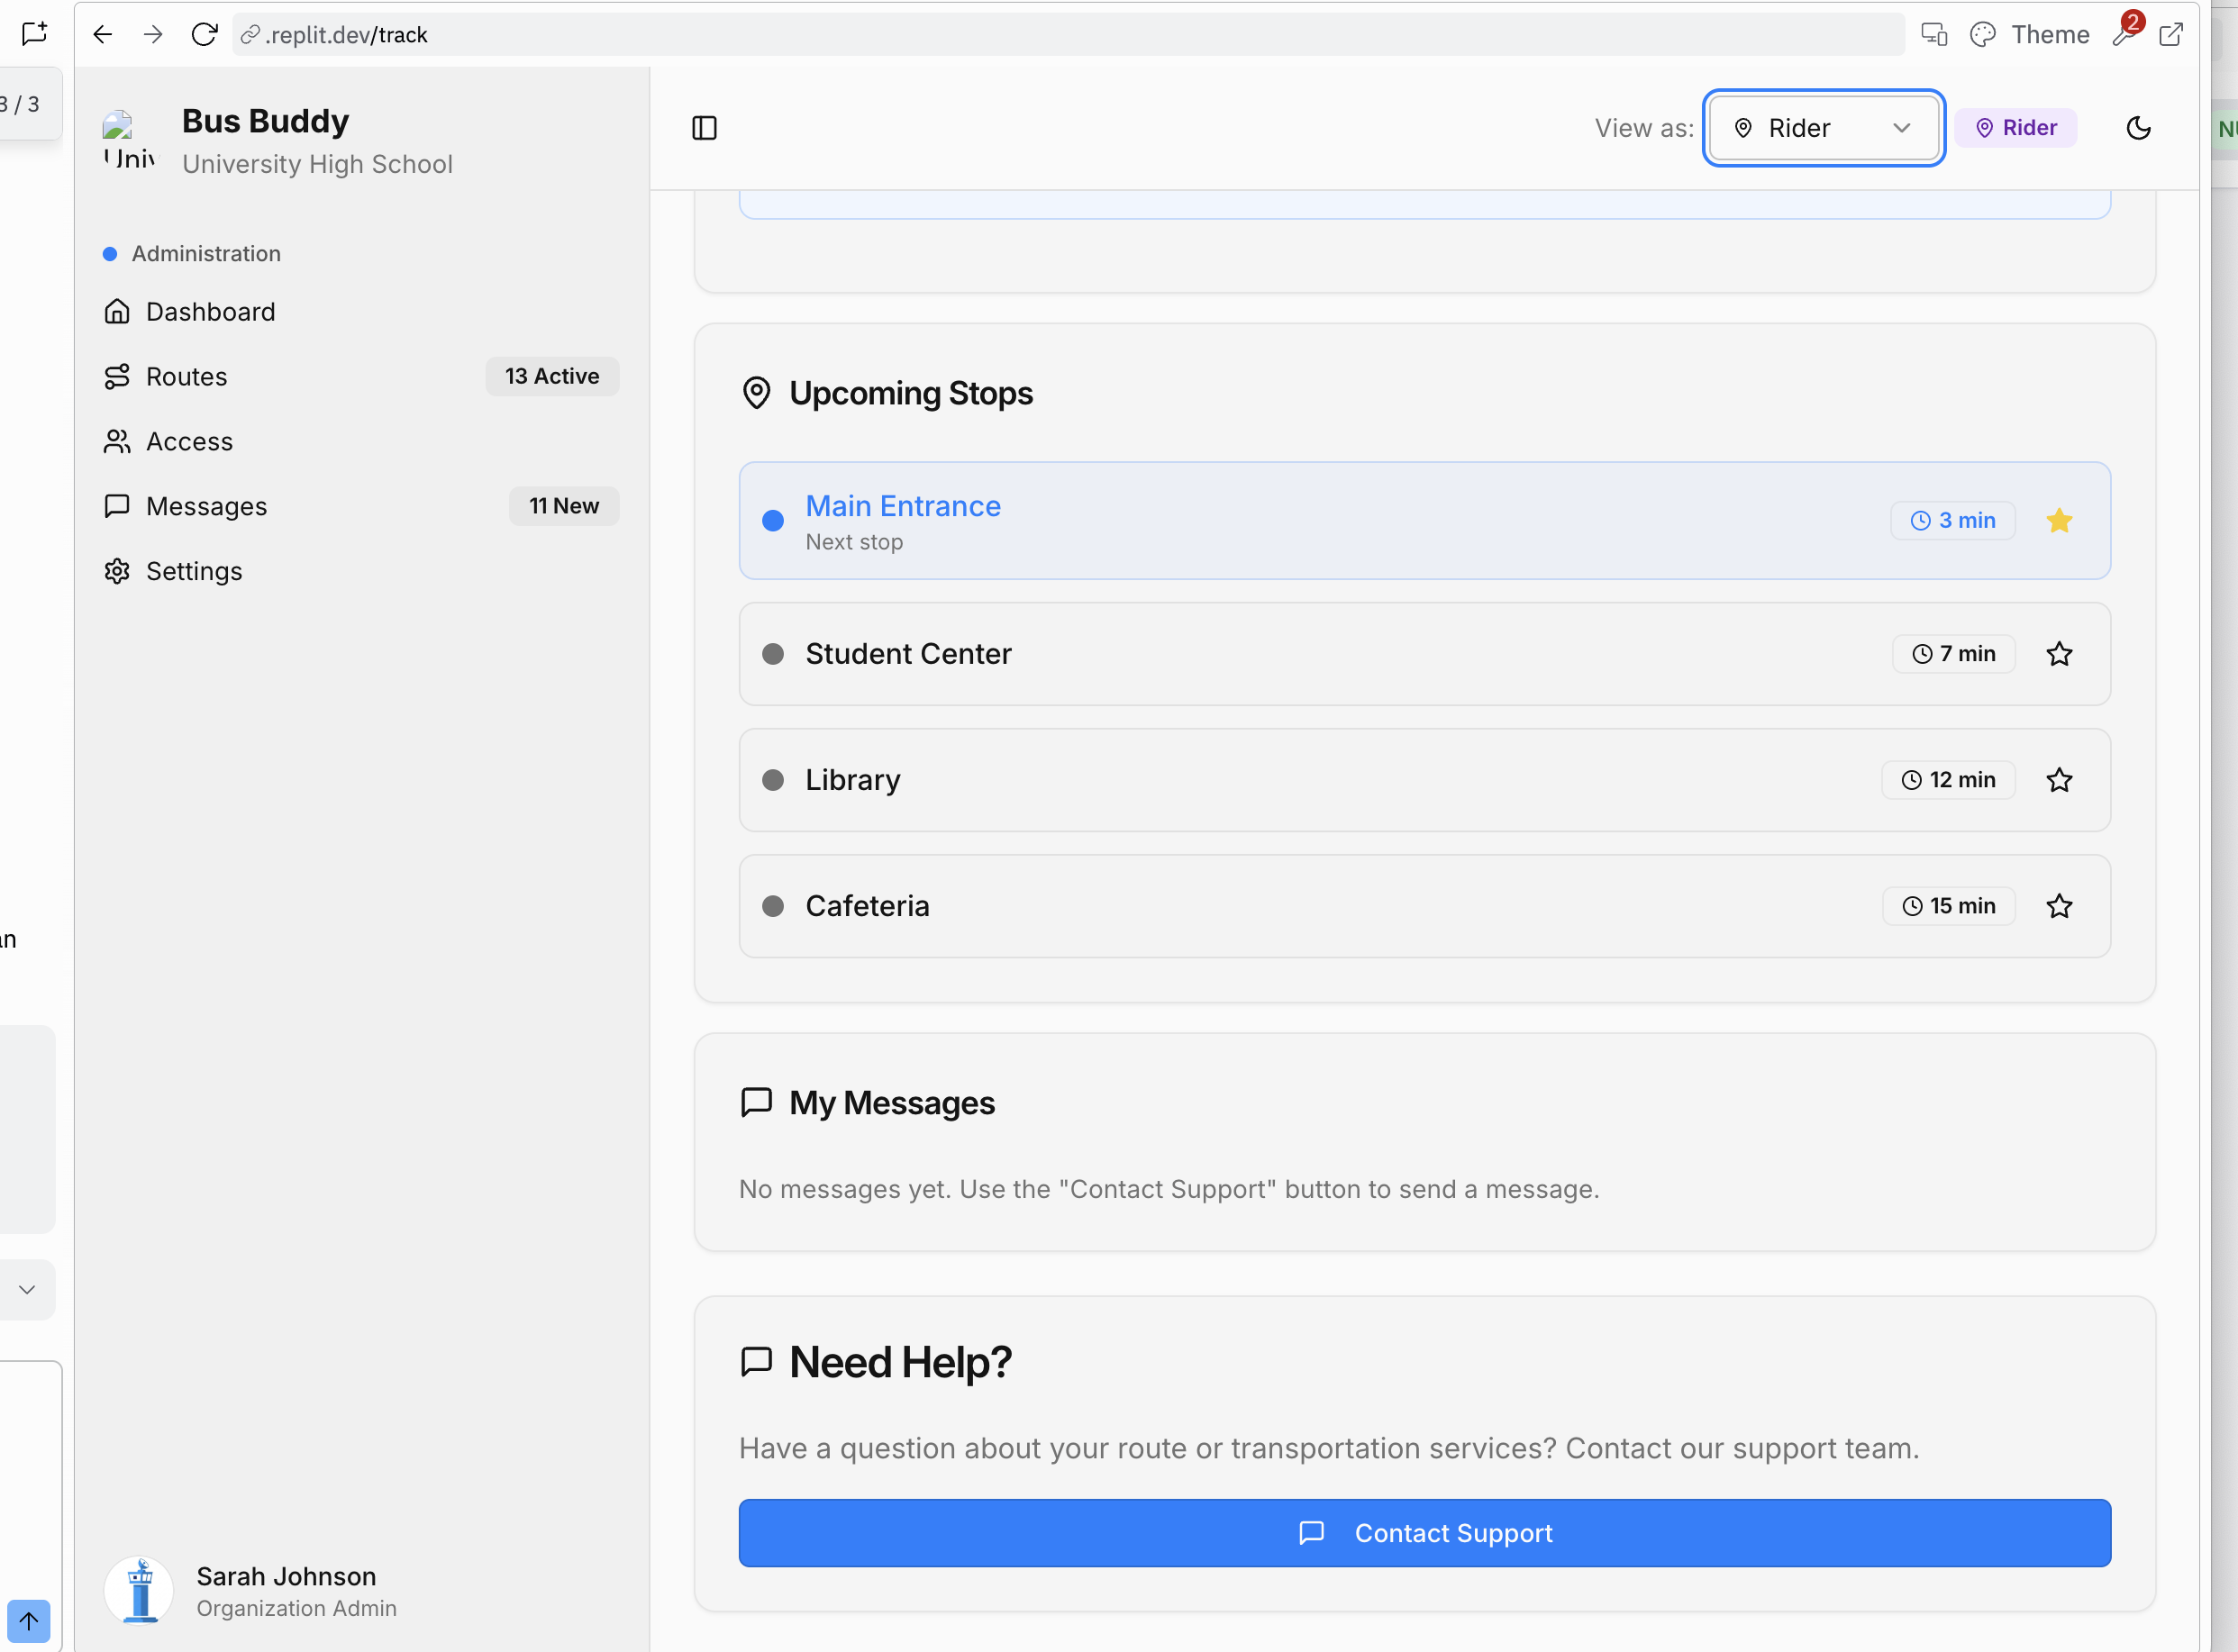 .replit.dev/track
Theme
2
3 / 3
Bus Buddy
University High School
View as:
Rider
Rider
Administration
Dashboard
Routes
13 Active
Access
Messages
11 New
Settings
Upcoming Stops
Main Entrance
Next stop
3 min
Student Center
7 min
Library
12 min
Cafeteria
15 min
My Messages
No messages yet. Use the "Contact Support" button to send a message.
Need Help?
Have a question about your route or transportation services? Contact our support team.
Contact Support
Sarah Johnson
Organization Admin